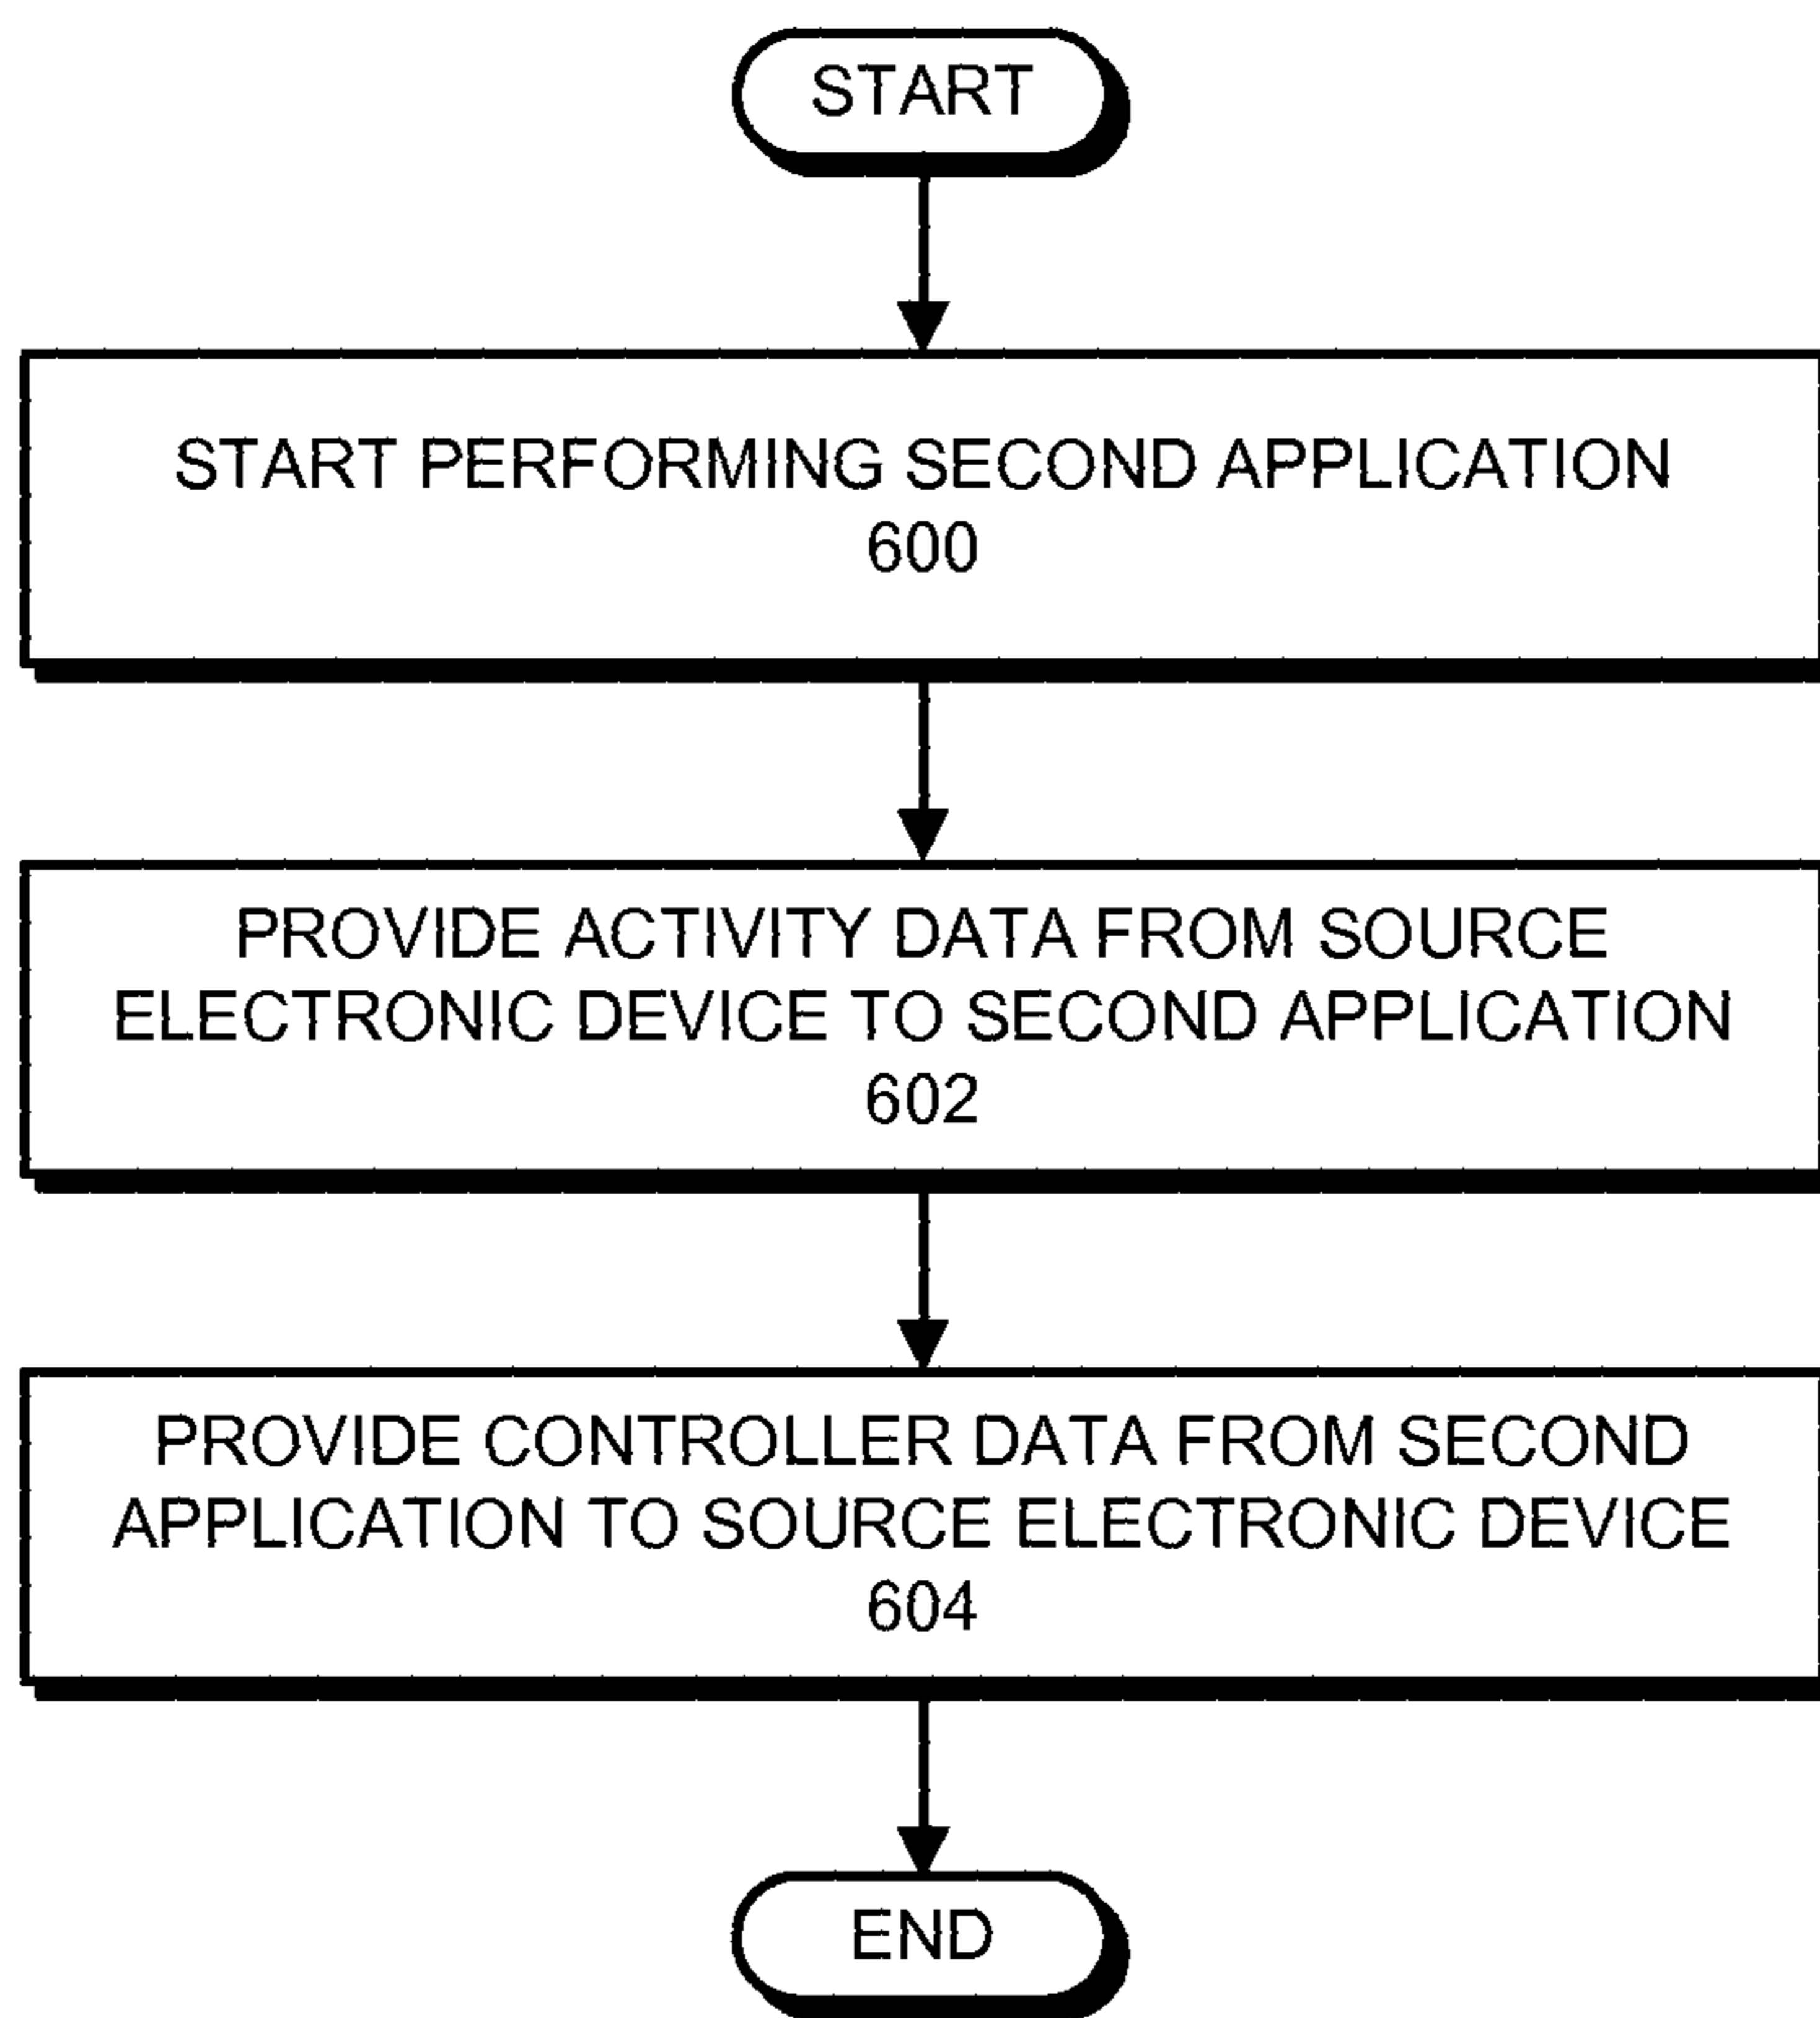 START
START PERFORMING SECOND APPLICATION
600
PROVIDE ACTIVITY DATA FROM SOURCE
ELECTRONIC DEVICE TO SECOND APPLICATION
602
PROVIDE CONTROLLER DATA FROM SECOND
APPLICATION TO SOURCE ELECTRONIC DEVICE
604
END